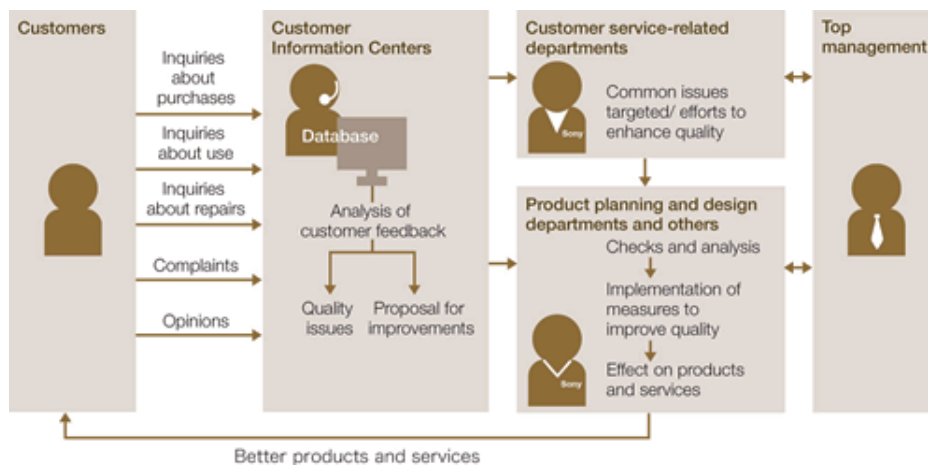 Customers
Inquiries
about
purchases
Inquiries
about use
Inquiries
about repairs
Complaints
Opinions
Customer
Information Centers
Database
Analysis of
customer feedback
Quality
issues
Proposal for
improvements
Customer service-related
departments
Common issues
targeted/ efforts to
enhance quality
Sony
Product planning and design
departments and others
Checks and analysis
Implementation of
measures to
improve quality
Effect on products
and services
Sony
Top
management
Better products and services